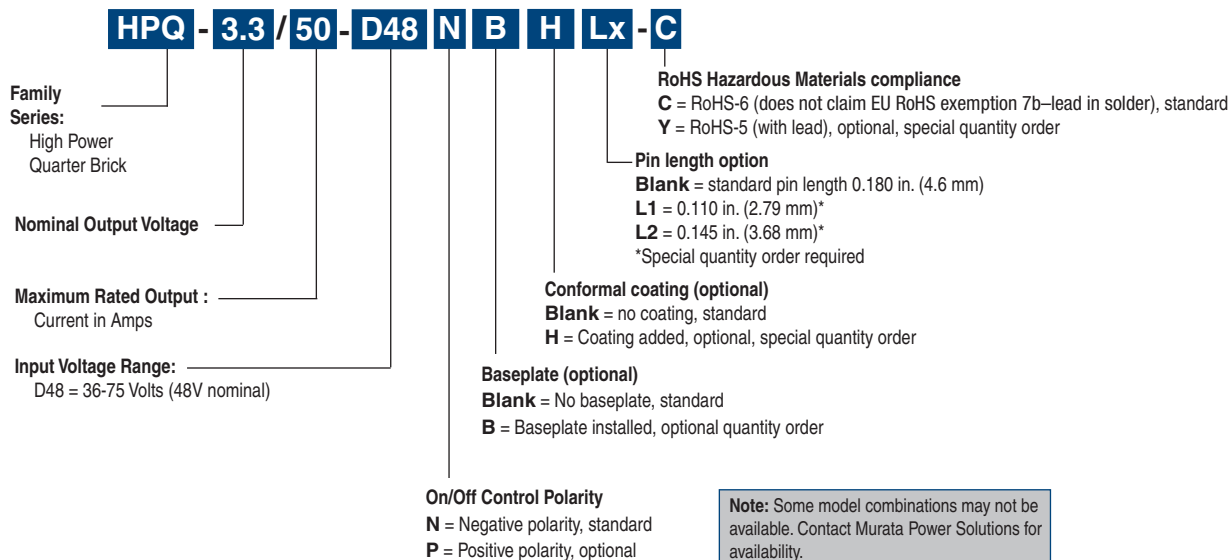 HPQ - 3.3 / 50 - D48 N B H Lx - C
RoHS Hazardous Materials compliance
C = RoHS-6 (does not claim EU RoHS exemption 7b–lead in solder), standard
Y = RoHS-5 (with lead), optional, special quantity order
Family
Series:
High Power
Quarter Brick
Pin length option
Blank = standard pin length 0.180 in. (4.6 mm)
L1 = 0.110 in. (2.79 mm)*
L2 = 0.145 in. (3.68 mm)*
*Special quantity order required
Nominal Output Voltage
Conformal coating (optional)
Blank = no coating, standard
H = Coating added, optional, special quantity order
Maximum Rated Output :
Current in Amps
Input Voltage Range:
D48 = 36-75 Volts (48V nominal)
Baseplate (optional)
Blank = No baseplate, standard
B = Baseplate installed, optional quantity order
On/Off Control Polarity
N = Negative polarity, standard
P = Positive polarity, optional
Note: Some model combinations may not be
available. Contact Murata Power Solutions for
availability.